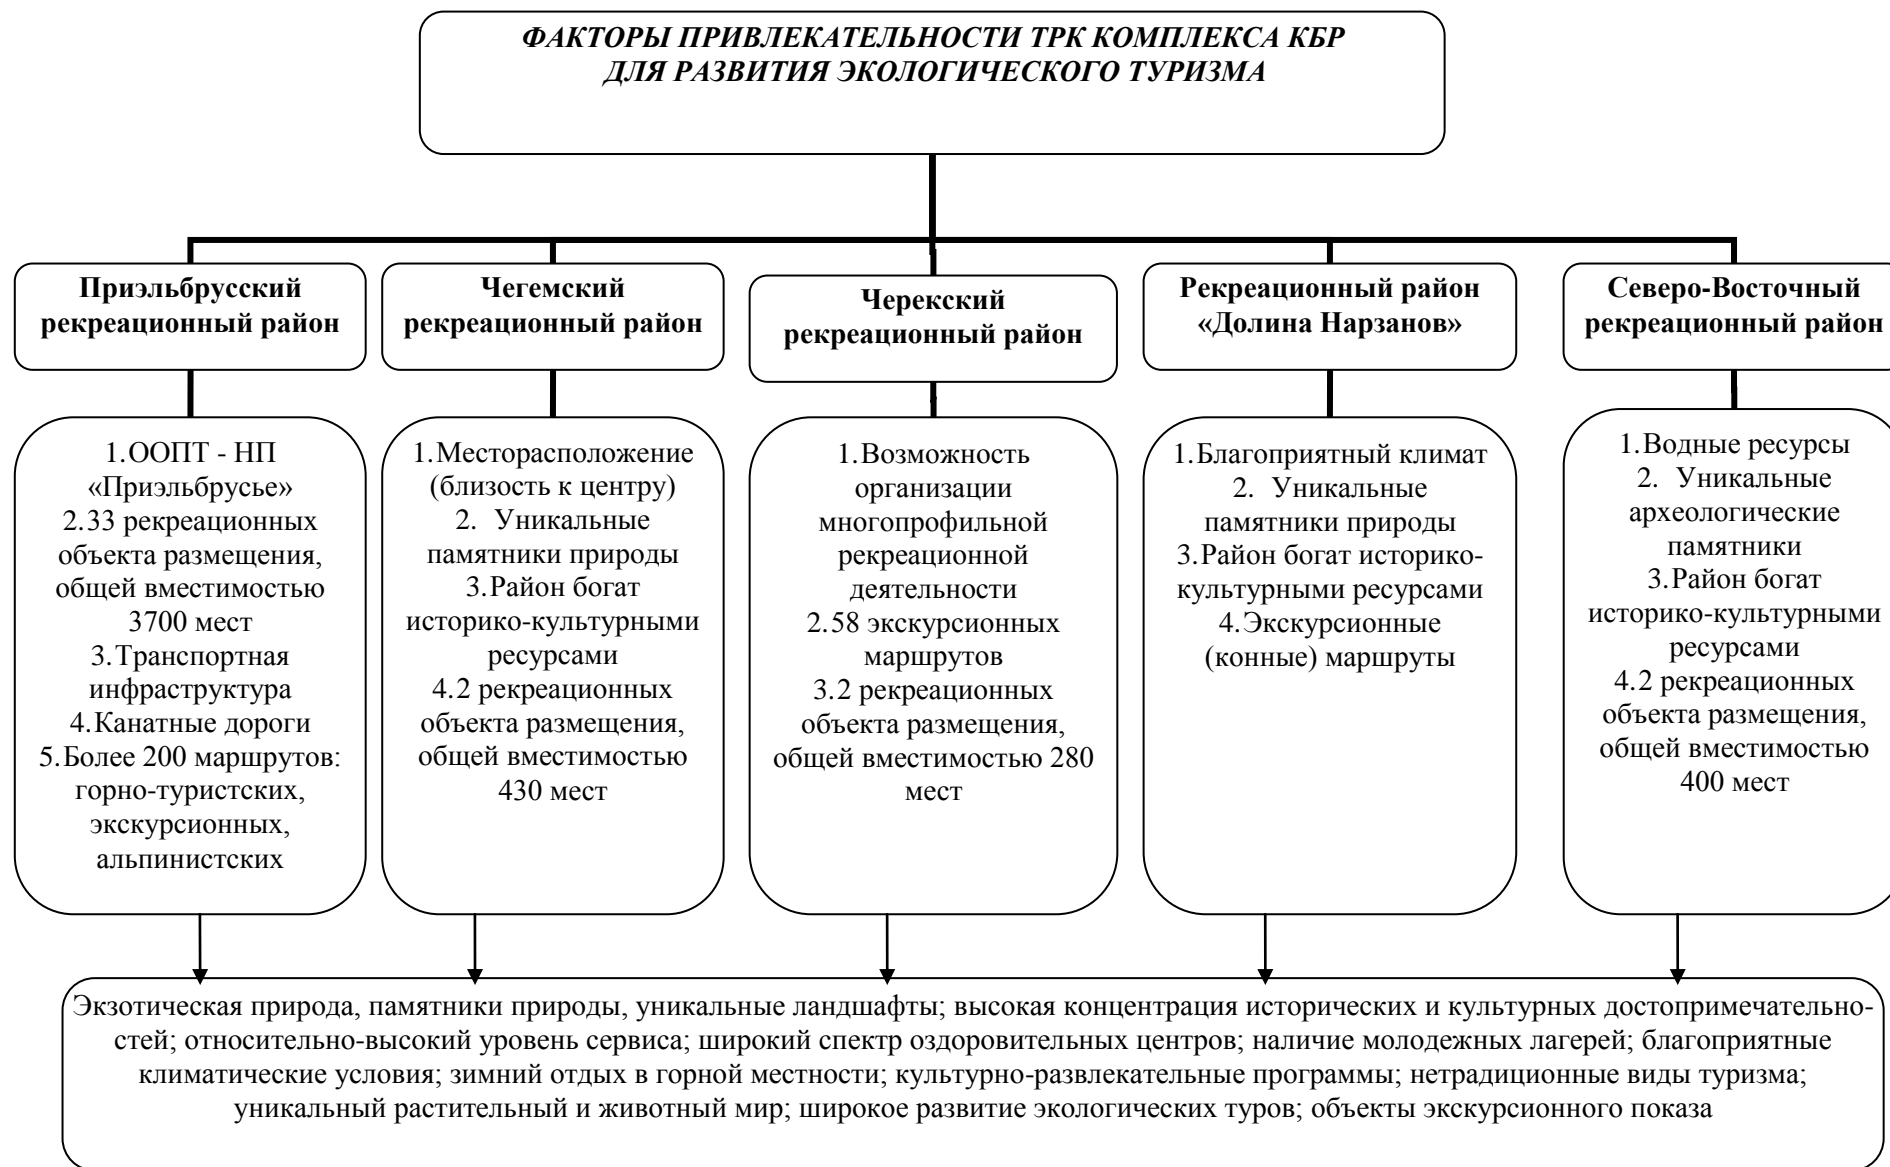 ФАКТОРЫ ПРИВЛЕКАТЕЛЬНОСТИ ТРК КОМПЛЕКСА КБР
ДЛЯ РАЗВИТИЯ ЭКОЛОГИЧЕСКОГО ТУРИЗМА
Приэльбрусский
рекреационный район
Чегемский
рекреационный район
Черекский
рекреационный район
Рекреационный район
«Долина Нарзанов»
Северо-Восточный
рекреационный район
1.ООПТ - НП
«Приэльбрусье»
2.33 рекреационных
объекта размещения,
общей вместимостью
3700 мест
3.Транспортная
инфраструктура
4.Канатные дороги
5.Более 200 маршрутов:
горно-туристских,
экскурсионных,
альпинистских
1.Месторасположение
(близость к центру)
2. Уникальные
памятники природы
3.Район богат
историко-культурными
ресурсами
4.2 рекреационных
объекта размещения,
общей вместимостью
430 мест
1.Возможность
организации
многопрофильной
рекреационной
деятельности
2.58 экскурсионных
маршрутов
3.2 рекреационных
объекта размещения,
общей вместимостью 280
мест
1.Благоприятный климат
2. Уникальные
памятники природы
3.Район богат историко-
культурными ресурсами
4.Экскурсионные
(конные) маршруты
1.Водные ресурсы
2. Уникальные
археологические
памятники
3.Район богат
историко-культурными
ресурсами
4.2 рекреационных
объекта размещения,
общей вместимостью
400 мест
Экзотическая природа, памятники природы, уникальные ландшафты; высокая концентрация исторических и культурных достопримечательно-
стей; относительно-высокий уровень сервиса; широкий спектр оздоровительных центров; наличие молодежных лагерей; благоприятные
климатические условия; зимний отдых в горной местности; культурно-развлекательные программы; нетрадиционные виды туризма;
уникальный растительный и животный мир; широкое развитие экологических туров; объекты экскурсионного показа